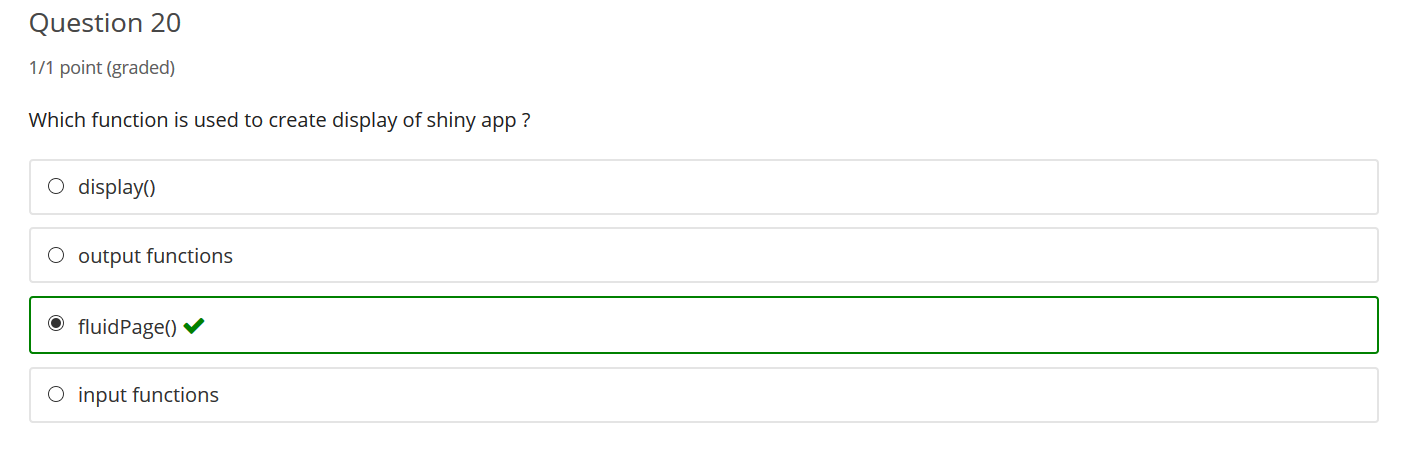 Question 20
1/1 point (graded)
Which function is used to create display of shiny app ?
display()
output functions
fluidPage()
input functions